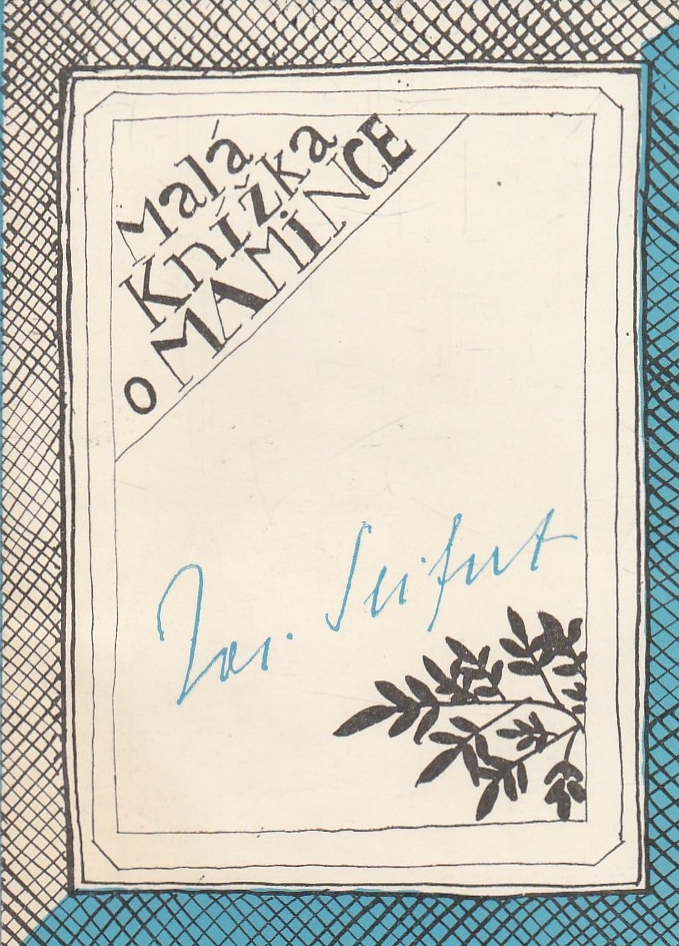 Malá
Knížka
o MAMiNCE
Jar. Seifert